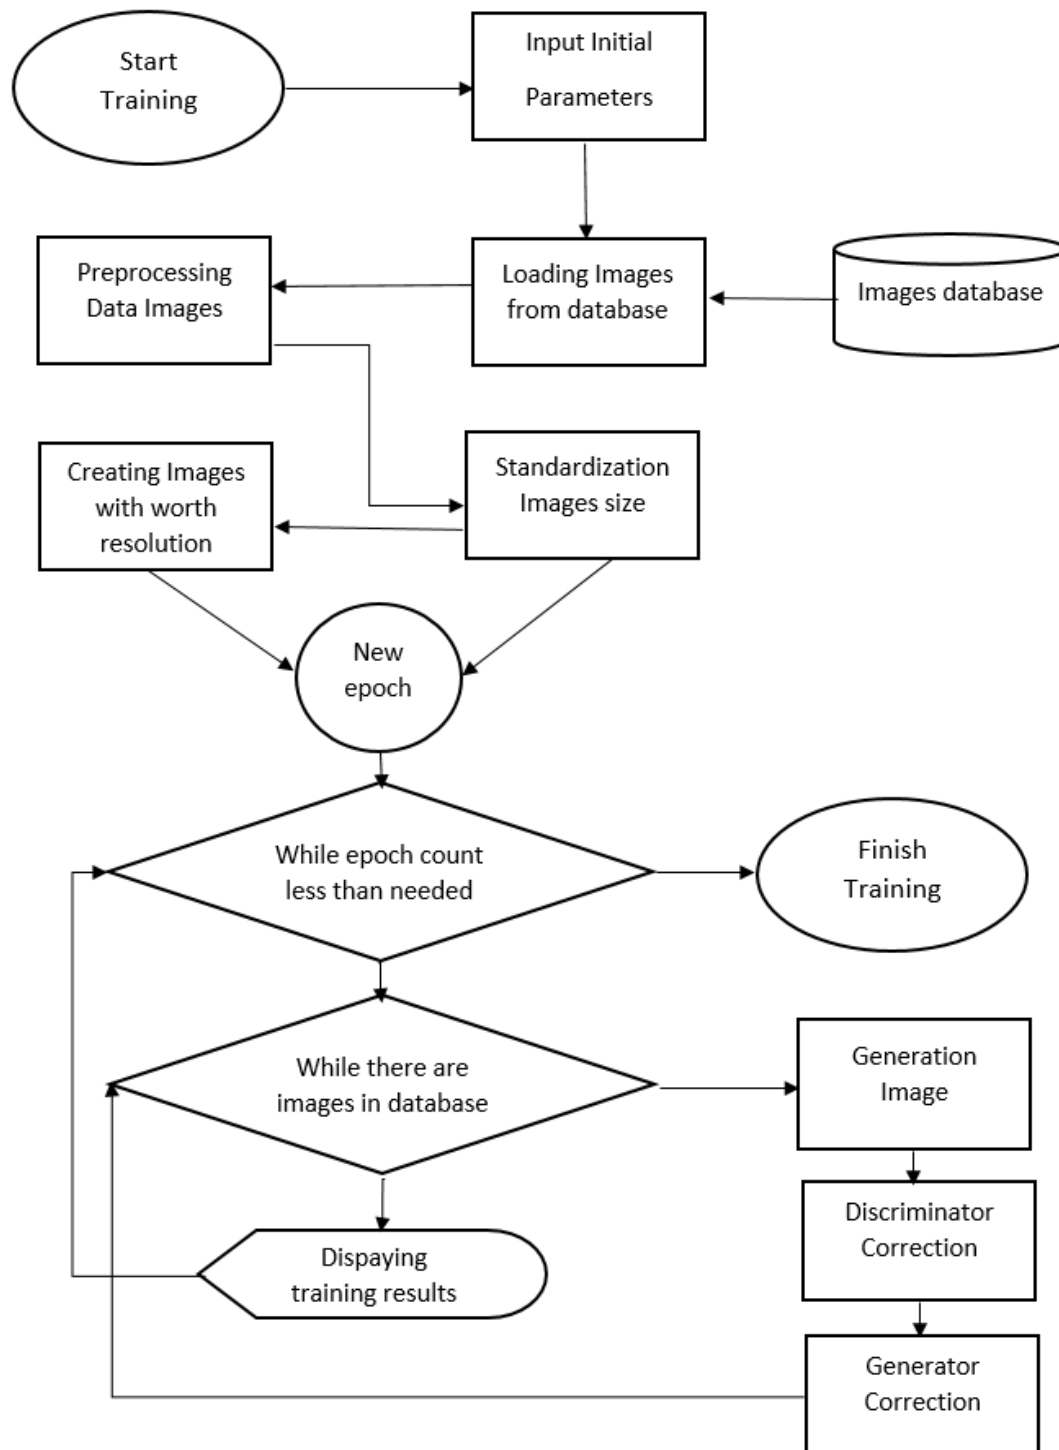 Start
Training
Input Initial
Parameters
Preprocessing
Data Images
Loading Images
from database
Images database
Creating Images
with worth
resolution
Standardization
Images size
New
epoch
While epoch count
less than needed
Finish
Training
While there are
images in database
Generation
Image
Discriminator
Correction
Dispaying
training results
Generator
Correction